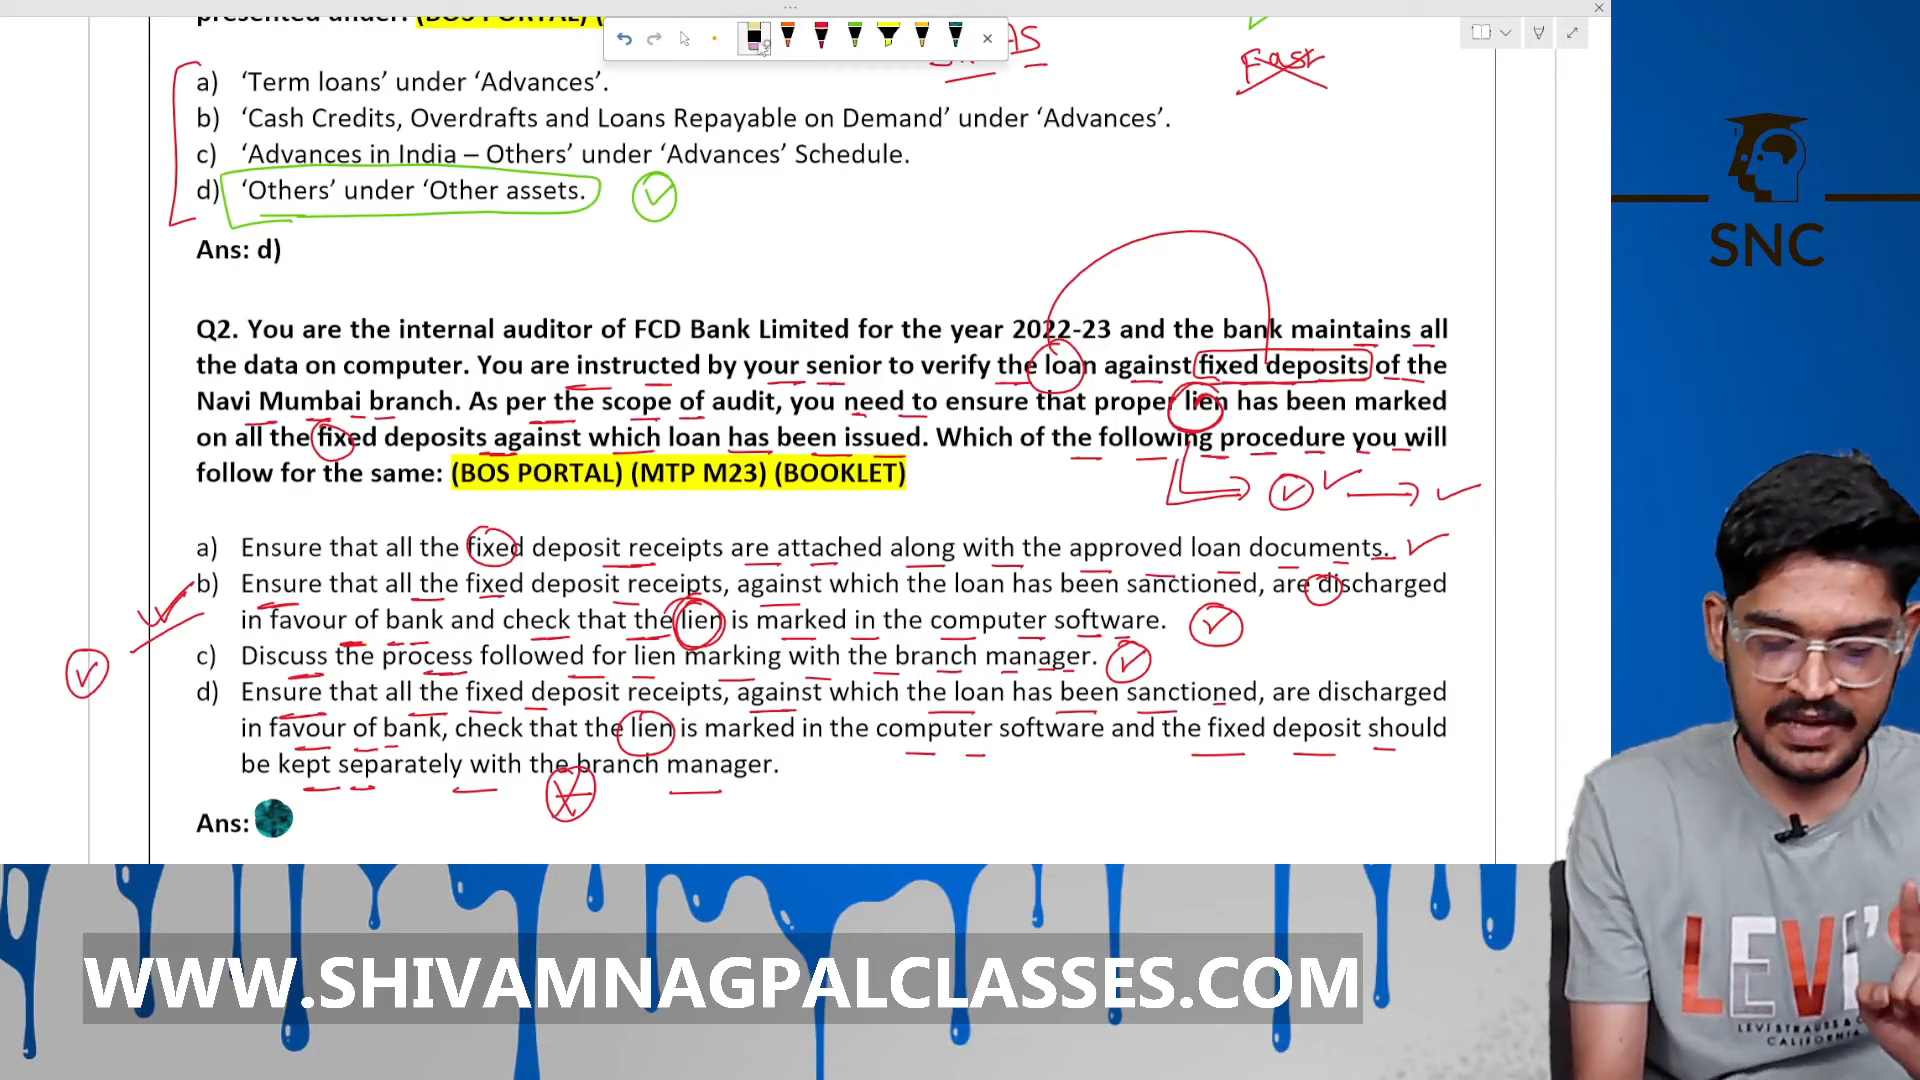 presented under: (BOS PORTAL) (
AS
Fast
a) ‘Term loans’ under ‘Advances’.
b) ‘Cash Credits, Overdrafts and Loans Repayable on Demand’ under ‘Advances’.
c) ‘Advances in India – Others’ under ‘Advances’ Schedule.
d) ‘Others’ under ‘Other assets.
Ans: d)
SNC
Q2. You are the internal auditor of FCD Bank Limited for the year 2022-23 and the bank maintains all
the data on computer. You are instructed by your senior to verify the loan against fixed deposits of the
Navi Mumbai branch. As per the scope of audit, you need to ensure that proper lien has been marked
on all the fixed deposits against which loan has been issued. Which of the following procedure you will
follow for the same: (BOS PORTAL) (MTP M23) (BOOKLET)
a) Ensure that all the fixed deposit receipts are attached along with the approved loan documents.
b) Ensure that all the fixed deposit receipts, against which the loan has been sanctioned, are discharged
in favour of bank and check that the lien is marked in the computer software.
c) Discuss the process followed for lien marking with the branch manager.
d) Ensure that all the fixed deposit receipts, against which the loan has been sanctioned, are discharged
in favour of bank, check that the lien is marked in the computer software and the fixed deposit should
be kept separately with the branch manager.
Ans:
LEVI'S
LEVI STRAUSS & CO
CALIFORNIA
WWW.SHIVAMNAGPALCLASSES.COM